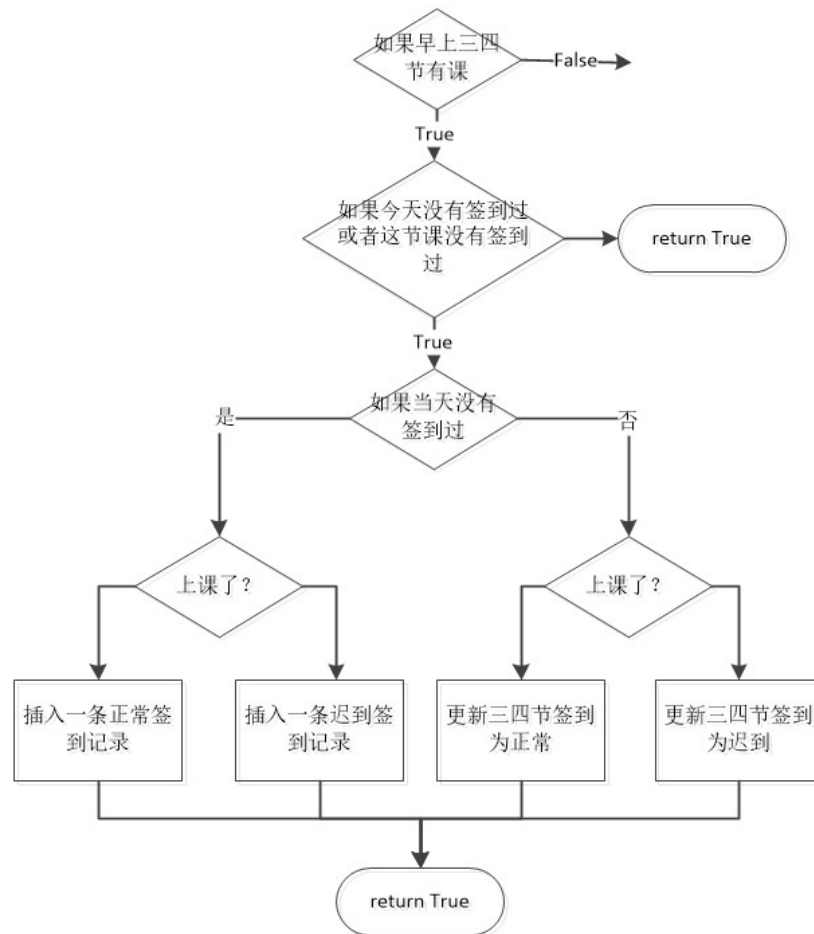 如果早上三四
节有课
False
True
如果今天没有签到过
或者这节课没有签到
过
return True
True
如果当天没有
签到过
是
否
上课了?
上课了?
插入一条正常签
到记录
插入一条迟到签
到记录
更新三四节签到
为正常
更新三四节签到
为迟到
return True